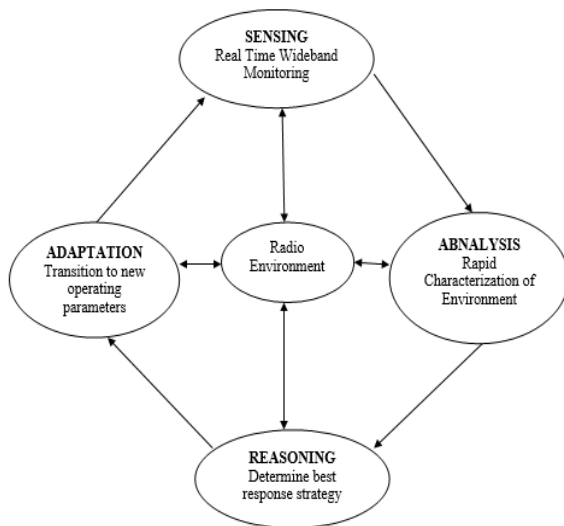 SENSING
Real Time Wideband
Monitoring
ADAPTATION
Transition to new
operating
parameters
Radio
Environment
ABNALYSIS
Rapid
Characterization of
Environment
REASONING
Determine best
response strategy